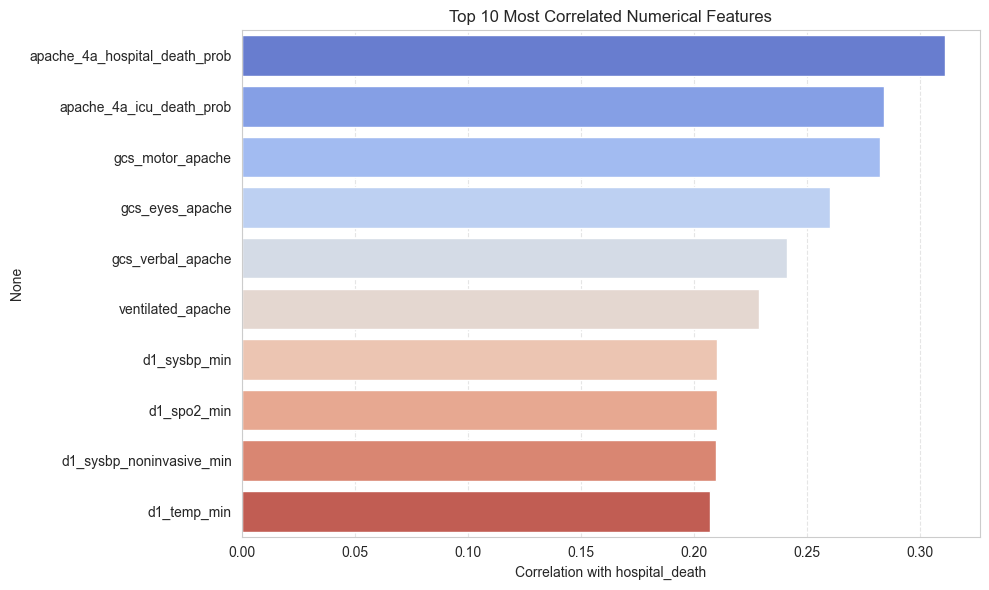 Top 10 Most Correlated Numerical Features
apache_4a_hospital_death_prob
apache_4a_icu_death_prob
gcs_motor_apache
gcs_eyes_apache
gcs_verbal_apache
ventilated_apache
d1_sysbp_min
d1_spo2_min
d1_sysbp_noninvasive_min
d1_temp_min
None
0.00 0.05 0.10 0.15 0.20 0.25 0.30
Correlation with hospital_death